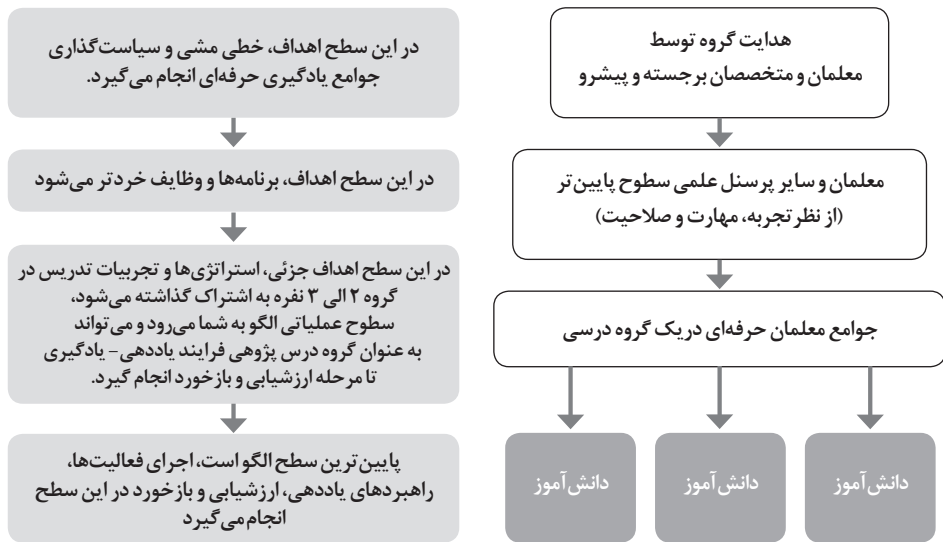 هدایت گروه توسط
معلمان و متخصصان برجسته و پیشرو
در این سطح اهداف، خطی مشی و سیاست‌گذاری
جوامع یادگیری حرفه‌ای انجام می‌گیرد.
معلمان و سایر پرسنل علمی سطوح پایین‌تر
(از نظر تجربه، مهارت و صلاحیت)
در این سطح اهداف، برنامه‌ها و وظایف خردتر می‌شود
جوامع معلمان حرفه‌ای در یک گروه درسی
در این سطح اهداف جزئی، استراتژی‌ها و تجربیات تدریس در
گروه ۲ الی ۳ نفره به اشتراک گذاشته می‌شود،
سطوح عملیاتی الگو به شما می‌رود و می‌تواند
به عنوان گروه درس پژوهی فرایند یاددهی - یادگیری
تا مرحله ارزشیابی و بازخورد انجام گیرد.
دانش‌آموز
دانش‌آموز
دانش‌آموز
پایین‌ترین سطح الگو است، اجرای فعالیت‌ها،
راهبردهای یاددهی، ارزشیابی و بازخورد در این سطح
انجام می‌گیرد